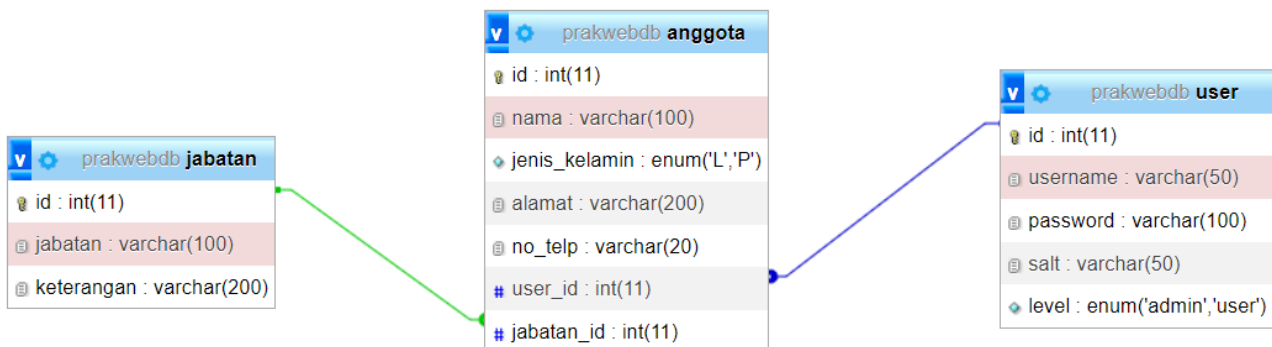 prakwebdb jabatan
id : int(11)
jabatan : varchar(100)
keterangan : varchar(200)
prakwebdb anggota
id : int(11)
nama : varchar(100)
jenis_kelamin : enum('L','P')
alamat : varchar(200)
no_telp : varchar(20)
# user_id : int(11)
# jabatan_id : int(11)
prakwebdb user
id : int(11)
username : varchar(50)
password : varchar(100)
salt : varchar(50)
level : enum('admin','user')